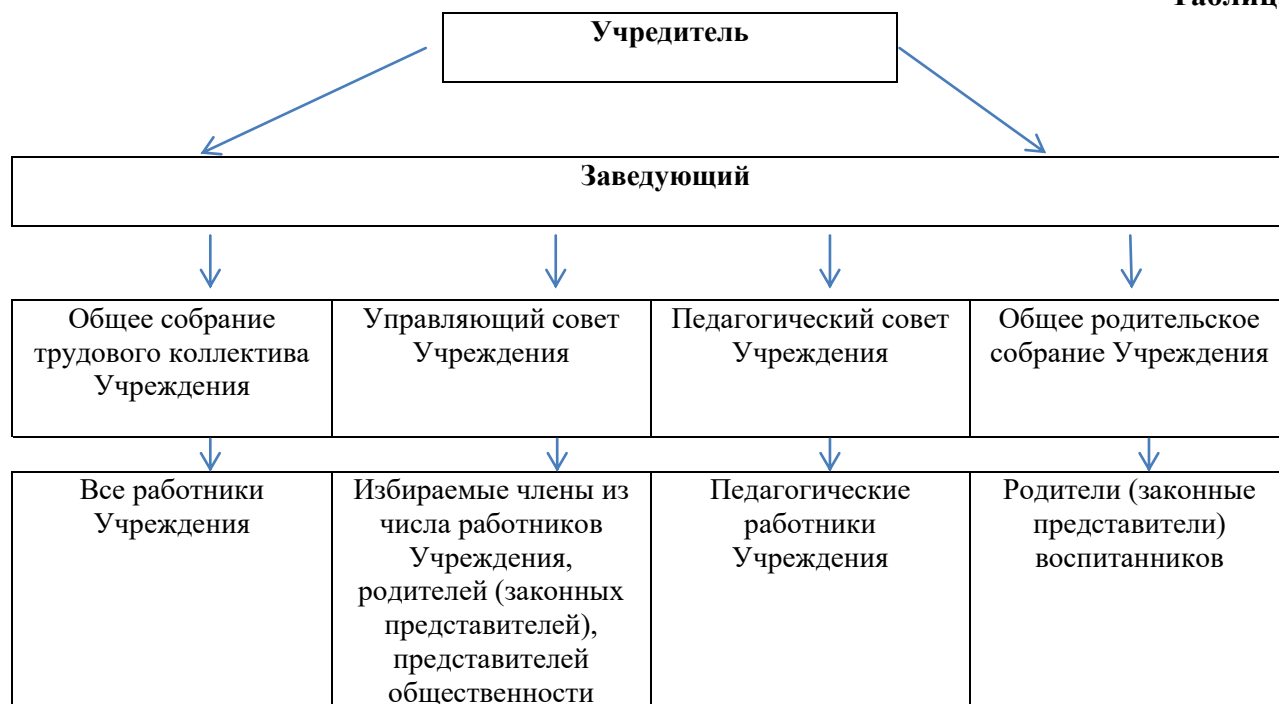 Таблиц
Учредитель
Заведующий
Общее собрание
трудового коллектива
Учреждения
Управляющий совет
Учреждения
Педагогический совет
Учреждения
Общее родительское
собрание Учреждения
Все работники
Учреждения
Избираемые члены из
числа работников
Учреждения,
родителей (законных
представителей),
представителей
общественности
Педагогические
работники
Учреждения
Родители (законные
представители)
воспитанников